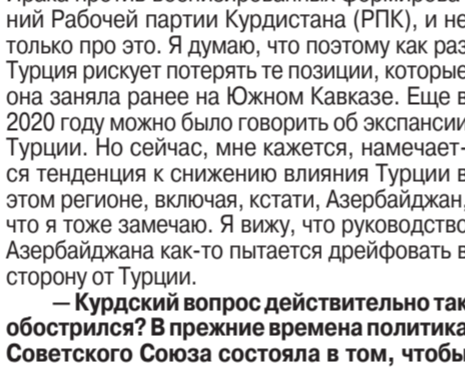 ний Рабочей партии Курдистана (РПК), и не
только про это. Я думаю, что поэтому как раз
Турция рискует потерять те позиции, которые
она заняла ранее на Южном Кавказе. Еще в
2020 году можно было говорить об экспансии
Турции. Но сейчас, мне кажется, намечает-
ся тенденция к снижению влияния Турции в
этом регионе, включая, кстати, Азербайджан,
что я тоже замечаю. Я вижу, что руководство
Азербайджана как-то пытается дрейфовать в
сторону от Турции.
— Курдский вопрос действительно так
обострился? В прежние времена политика
Советского Союза состояла в том, чтобы